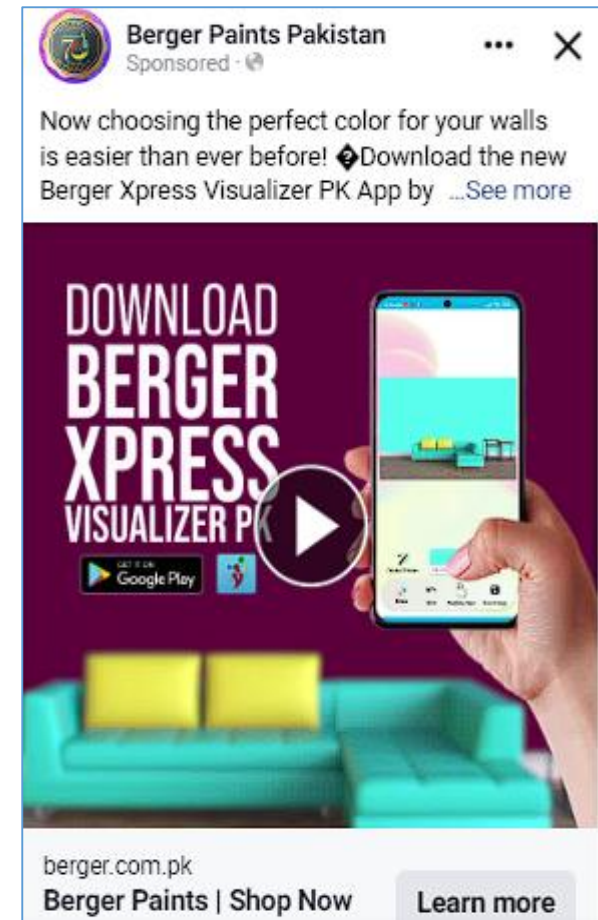 Berger Paints Pakistan
Sponsored ·
Now choosing the perfect color for your walls
is easier than ever before! �Download the new
Berger Xpress Visualizer PK App by ...See more
DOWNLOAD
BERGER
XPRESS
VISUALIZER PK
GET IT ON
Google Play
berger.com.pk
Berger Paints | Shop Now
Learn more